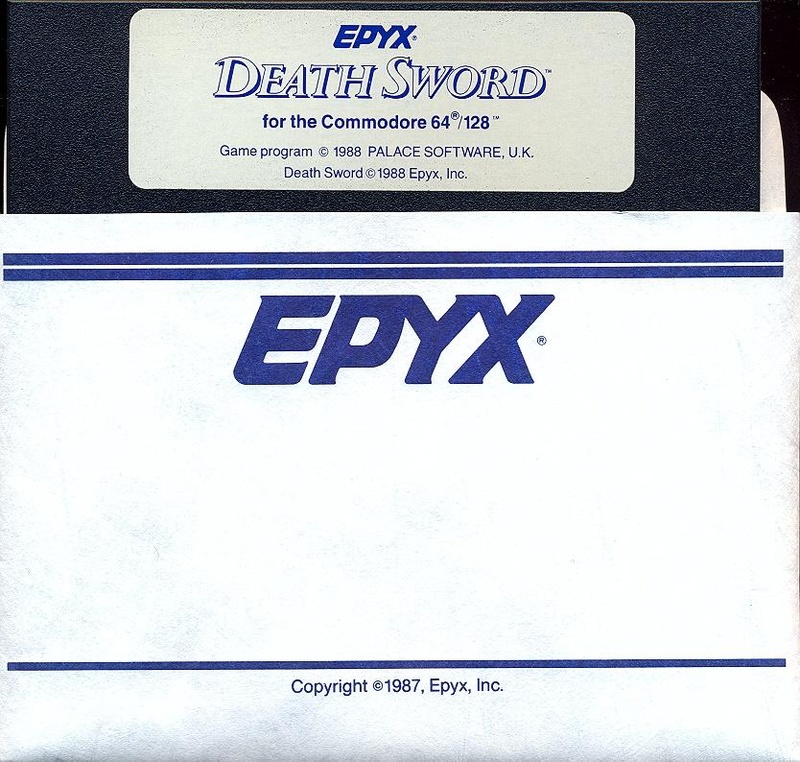 EPYX®
DEATH SWORD™
for the Commodore 64®/128™
Game program © 1988 PALACE SOFTWARE, U.K.
Death Sword © 1988 Epyx, Inc.
EPYX®
Copyright ©1987, Epyx, Inc.